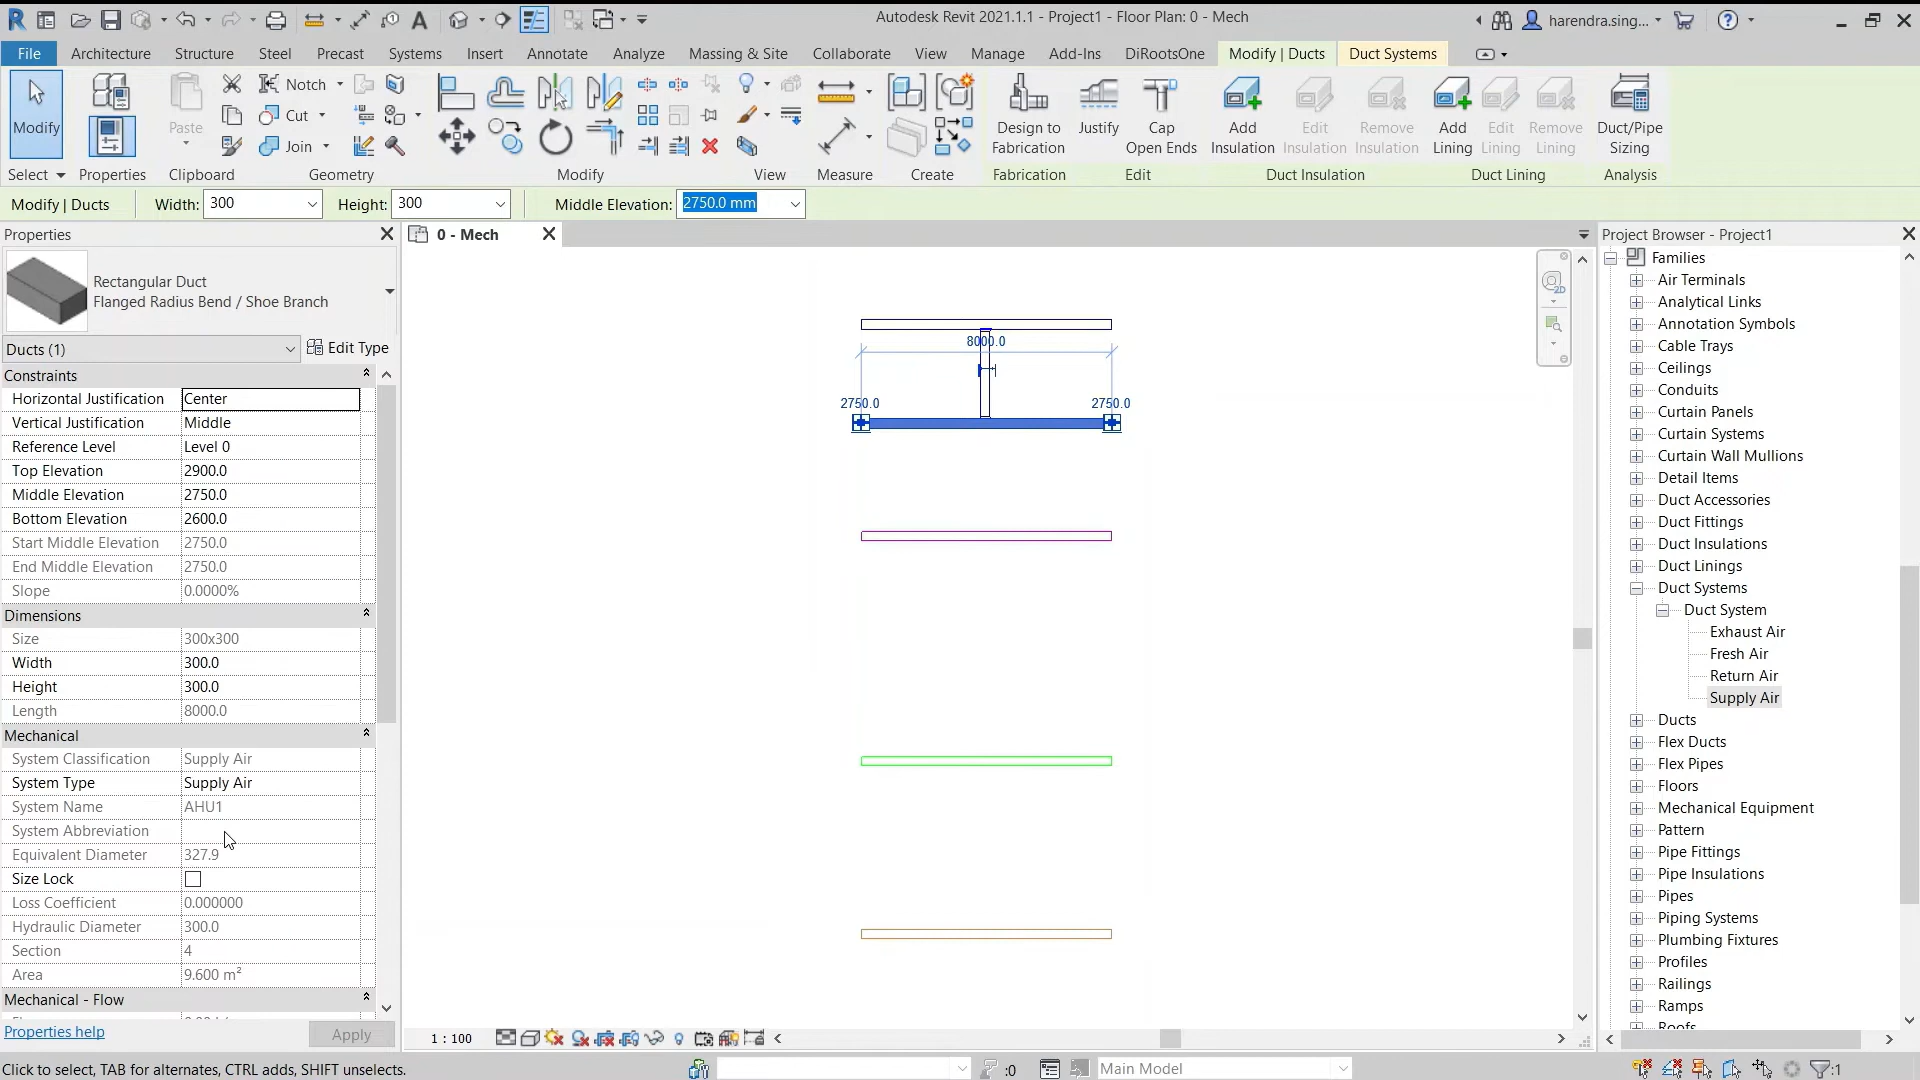 Autodesk Revit 2021.1.1 - Project1 - Floor Plan: 0 - Mech
harendra.sing...
File Architecture Structure Steel Precast Systems Insert Annotate Analyze Massing & Site Collaborate View Manage Add-Ins DiRootsOne Modify | Ducts Duct Systems
Modify
Paste
Notch
Cut
Join
Design to Fabrication
Justify
Cap Open Ends
Add Insulation
Edit Insulation
Remove Insulation
Add Lining
Edit Lining
Remove Lining
Duct/Pipe Sizing
Select Properties Clipboard Geometry Modify View Measure Create Fabrication Edit Duct Insulation Duct Lining Analysis
Modify | Ducts Width: 300 Height: 300 Middle Elevation: 2750.0 mm
Properties
Rectangular Duct
Flanged Radius Bend / Shoe Branch
Ducts (1) Edit Type
Constraints
Horizontal Justification Center
Vertical Justification Middle
Reference Level Level 0
Top Elevation 2900.0
Middle Elevation 2750.0
Bottom Elevation 2600.0
Start Middle Elevation 2750.0
End Middle Elevation 2750.0
Slope 0.0000%
Dimensions
Size 300x300
Width 300.0
Height 300.0
Length 8000.0
Mechanical
System Classification Supply Air
System Type Supply Air
System Name AHU1
System Abbreviation
Equivalent Diameter 327.9
Size Lock
Loss Coefficient 0.000000
Hydraulic Diameter 300.0
Section 4
Area 9.600 m²
Mechanical - Flow
Properties help Apply
0 - Mech
8000.0
2750.0 2750.0
1 : 100
Project Browser - Project1
Families
Air Terminals
Analytical Links
Annotation Symbols
Cable Trays
Ceilings
Conduits
Curtain Panels
Curtain Systems
Curtain Wall Mullions
Detail Items
Duct Accessories
Duct Fittings
Duct Insulations
Duct Linings
Duct Systems
Duct System
Exhaust Air
Fresh Air
Return Air
Supply Air
Ducts
Flex Ducts
Flex Pipes
Floors
Mechanical Equipment
Pattern
Pipe Fittings
Pipe Insulations
Pipes
Piping Systems
Plumbing Fixtures
Profiles
Railings
Ramps
Roofs
Click to select, TAB for alternates, CTRL adds, SHIFT unselects.
:0
Main Model
:1